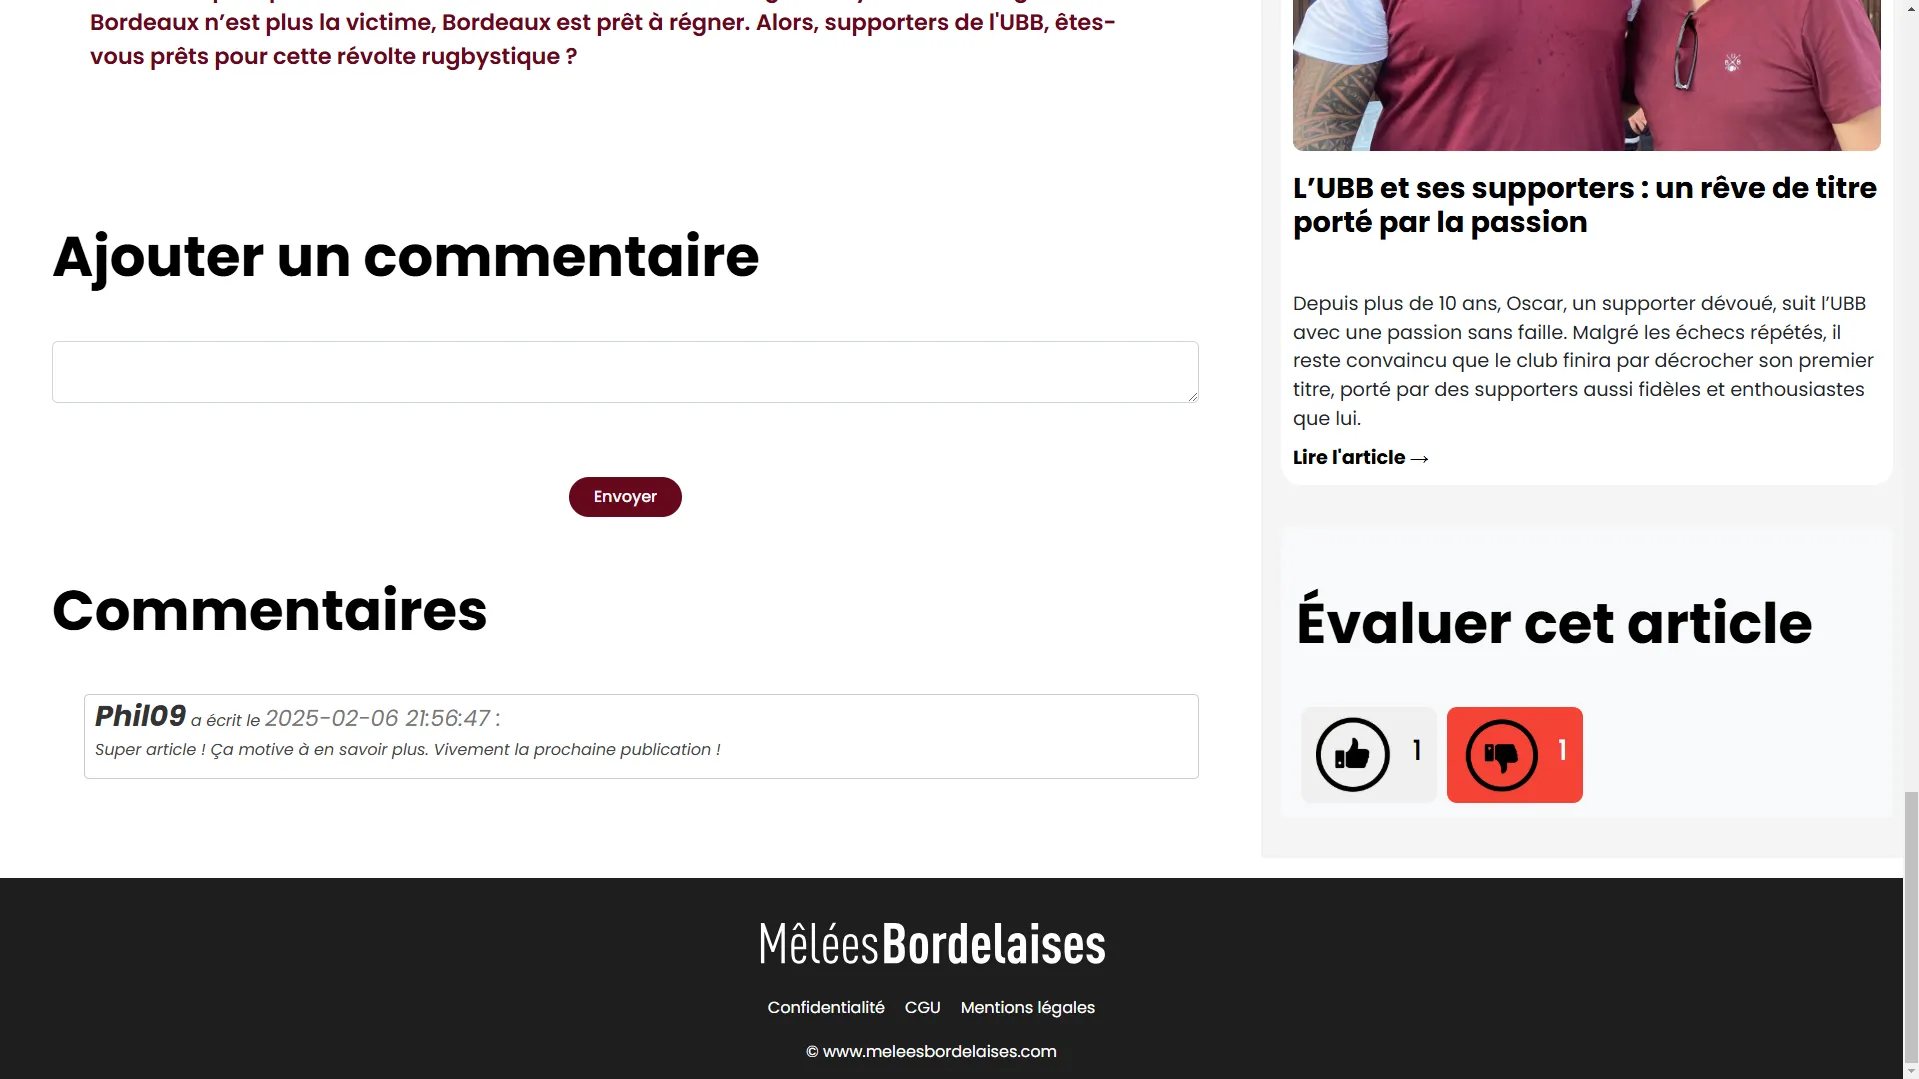 Bordeaux n’est plus la victime, Bordeaux est prêt à régner. Alors, supporters de l'UBB, êtes-
vous prêts pour cette révolte rugbystique ?
Ajouter un commentaire
Envoyer
Commentaires
Phil09 a écrit le 2025-02-06 21:56:47 :
Super article ! Ça motive à en savoir plus. Vivement la prochaine publication !
L’UBB et ses supporters : un rêve de titre
porté par la passion
Depuis plus de 10 ans, Oscar, un supporter dévoué, suit l’UBB
avec une passion sans faille. Malgré les échecs répétés, il
reste convaincu que le club finira par décrocher son premier
titre, porté par des supporters aussi fidèles et enthousiastes
que lui.
Lire l'article →
Évaluer cet article
1
1
MêléesBordelaises
Confidentialité CGU Mentions légales
© www.meleesbordelaises.com